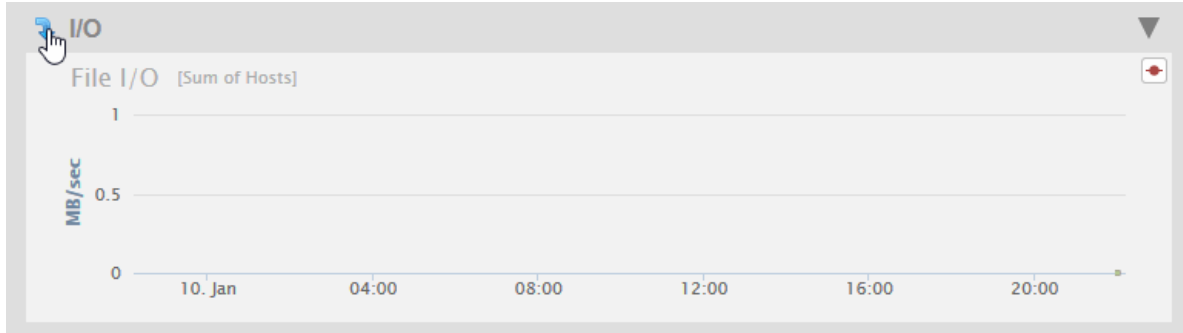 I/O
File I/O [Sum of Hosts]
1
MB/sec
0.5
0
10. Jan 04:00 08:00 12:00 16:00 20:00